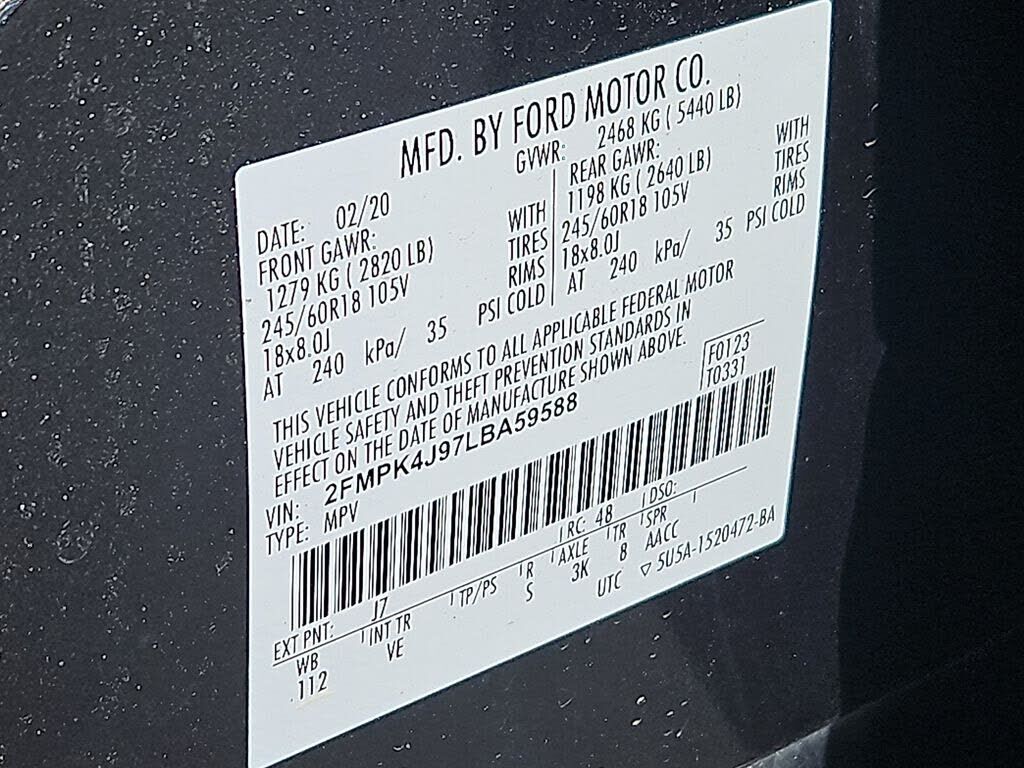 MFD. BY FORD MOTOR CO.
DATE: 02/20
GVWR: 2468 KG ( 5440 LB)
FRONT GAWR:
1279 KG ( 2820 LB) WITH
245/60R18 105V TIRES
18x8.0J RIMS
AT 240 kPa/ 35 PSI COLD
REAR GAWR:
1198 KG ( 2640 LB) WITH
245/60R18 105V TIRES
18x8.0J RIMS
AT 240 kPa/ 35 PSI COLD
THIS VEHICLE CONFORMS TO ALL APPLICABLE FEDERAL MOTOR
VEHICLE SAFETY AND THEFT PREVENTION STANDARDS IN
EFFECT ON THE DATE OF MANUFACTURE SHOWN ABOVE.
F0123
T0331
VIN: 2FMPK4J97LBA59588
TYPE: MPV
EXT PNT: J7 RC: 48 DSO:
WB INT TR TP/PS R AXLE TR SPR
112 VE S 3K 8 AACC
UTC ▽ 5U5A-1520472-BA